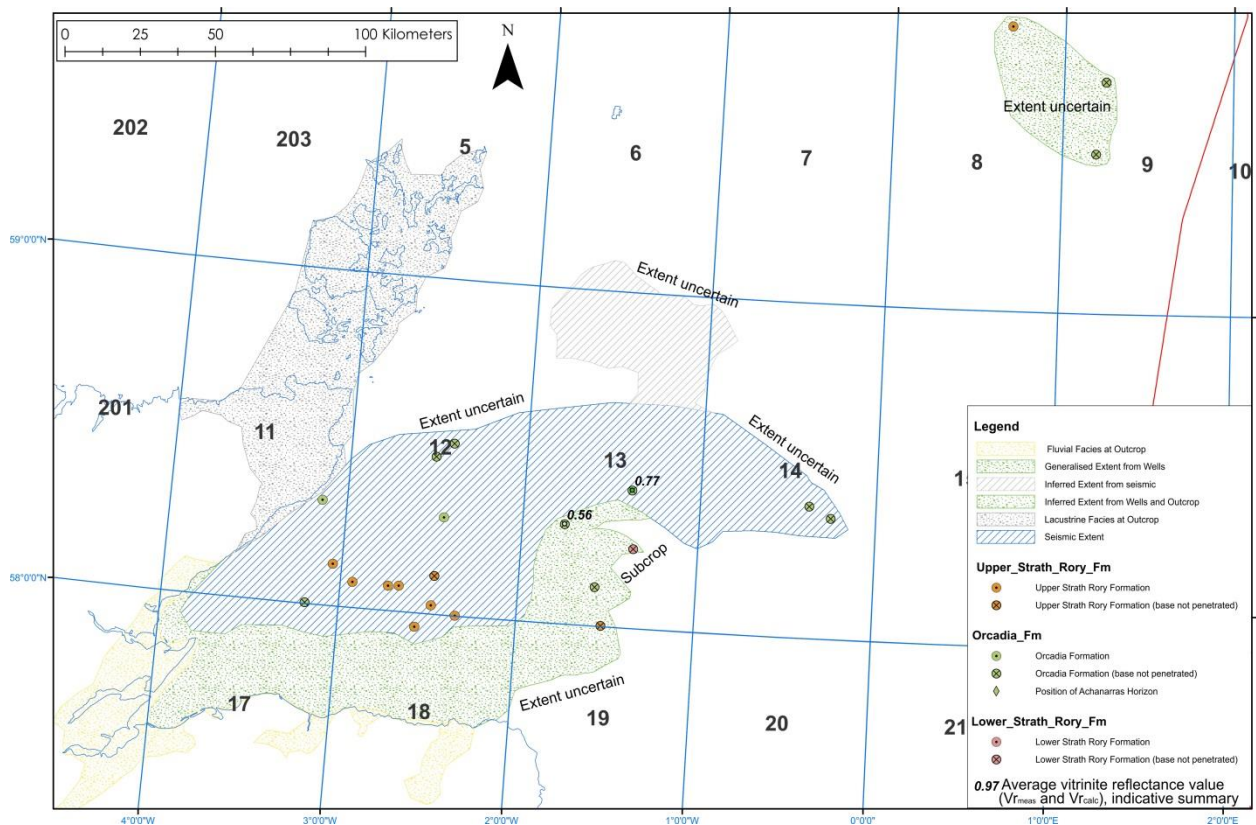 0 25 50 100 Kilometers
N
202
203
5
6
7
8
9
10
Extent uncertain
59°0'0"N
Extent uncertain
201
11
Extent uncertain
12
13
Extent uncertain
14
0.77
0.56
Subcrop
58°0'0"N
17
18
Extent uncertain
19
20
21
Legend
Fluvial Facies at Outcrop
Generalised Extent from Wells
Inferred Extent from seismic
Inferred Extent from Wells and Outcrop
Lacustrine Facies at Outcrop
Seismic Extent
Upper_Strath_Rory_Fm
Upper Strath Rory Formation
Upper Strath Rory Formation (base not penetrated)
Orcadia_Fm
Orcadia Formation
Orcadia Formation (base not penetrated)
Position of Achanarras Horizon
Lower_Strath_Rory_Fm
Lower Strath Rory Formation
Lower Strath Rory Formation (base not penetrated)
0.97 Average vitrinite reflectance value
(Vrmeas and Vrcalc), indicative summary
4°0'0"W 3°0'0"W 2°0'0"W 1°0'0"W 0°0'0" 1°0'0"E 2°0'0"E